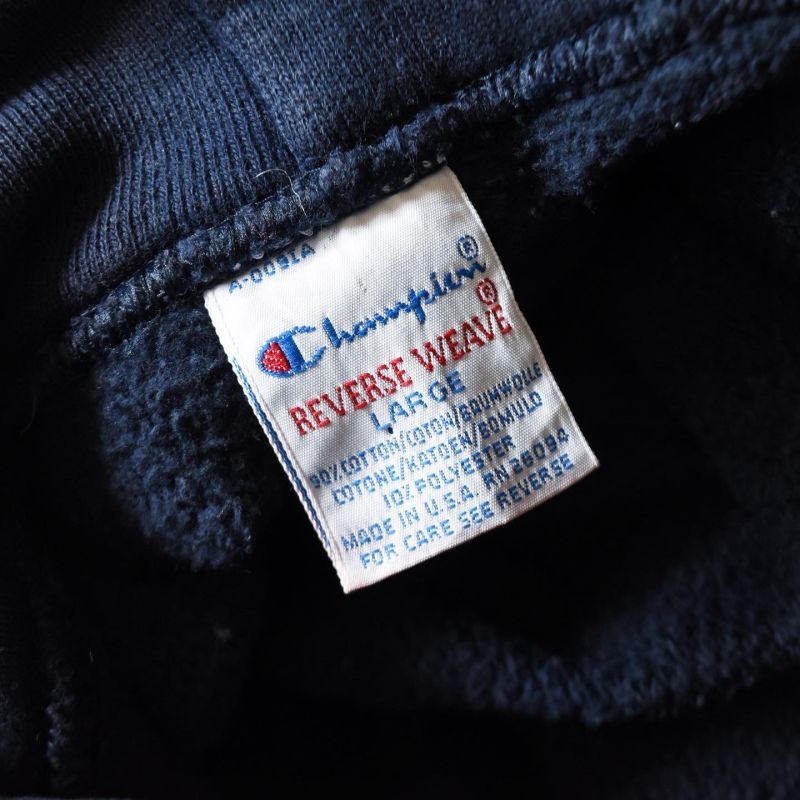 A-0091A
Champion®
REVERSE WEAVE®
LARGE
90% COTTON/COTON/BAUMWOLLE
COTONE/KATOEN/BOMULD
10% POLYESTER
MADE IN U.S.A. RN 26094
FOR CARE SEE REVERSE